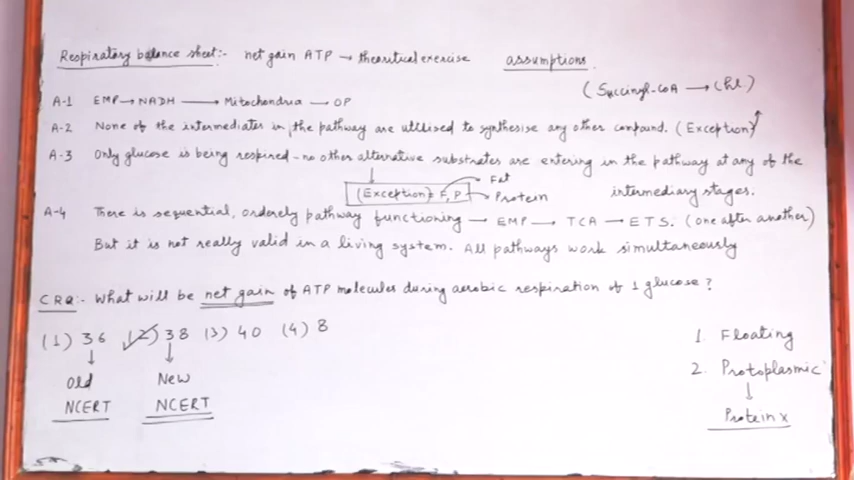 Respiratory balance sheet:- net gain ATP → theoritical exercise assumptions.
(Succinyl-CoA → Chl)
A-1 EMP → NADH → Mitochondria → OP
A-2 None of the intermediates in the pathway are utilised to synthesise any other compound. (Exception)
A-3 Only glucose is being respired - no other alternative substrates are entering in the pathway at any of the
intermediary stages.
(Exception) = F, P
Fat
Protein
A-4 There is sequential, orderely pathway functioning → EMP → TCA → ETS. (one after another)
But it is not really valid in a living system. All pathways work simultaneously
CRQ:- What will be net gain of ATP molecules during aerobic respiration of 1 glucose?
(1) 36 (2) 38 (3) 40 (4) 8
↓ ↓
Old New
NCERT NCERT
1. Floating
2. Protoplasmic
↓
Protein x